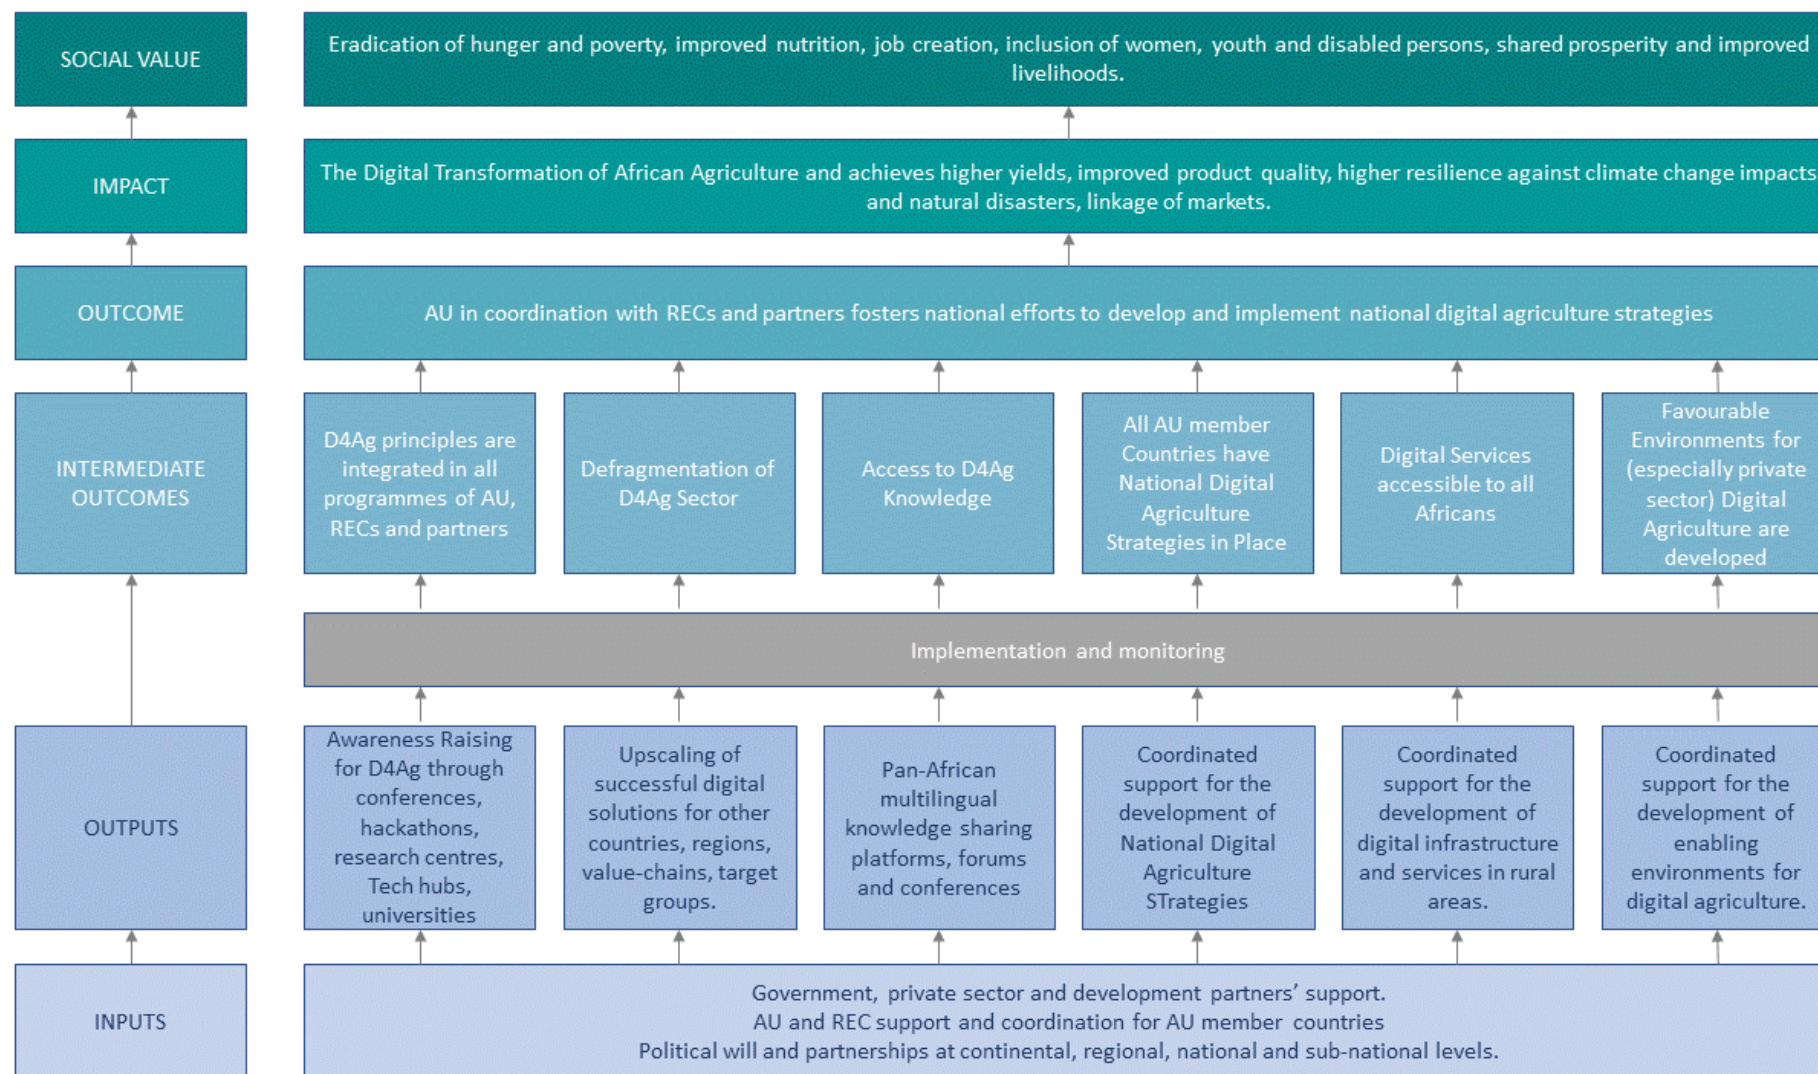 SOCIAL VALUE
Eradication of hunger and poverty, improved nutrition, job creation, inclusion of women, youth and disabled persons, shared prosperity and improved
livelihoods.
IMPACT
The Digital Transformation of African Agriculture and achieves higher yields, improved product quality, higher resilience against climate change impacts
and natural disasters, linkage of markets.
OUTCOME
AU in coordination with RECs and partners fosters national efforts to develop and implement national digital agriculture strategies
INTERMEDIATE
OUTCOMES
D4Ag principles are
integrated in all
programmes of AU,
RECs and partners
Defragmentation of
D4Ag Sector
Access to D4Ag
Knowledge
All AU member
Countries have
National Digital
Agriculture
Strategies in Place
Digital Services
accessible to all
Africans
Favourable
Environments for
(especially private
sector) Digital
Agriculture are
developed
Implementation and monitoring
OUTPUTS
Awareness Raising
for D4Ag through
conferences,
hackathons,
research centres,
Tech hubs,
universities
Upscaling of
successful digital
solutions for other
countries, regions,
value-chains, target
groups.
Pan-African
multilingual
knowledge sharing
platforms, forums
and conferences
Coordinated
support for the
development of
National Digital
Agriculture
STrategies
Coordinated
support for the
development of
digital infrastructure
and services in rural
areas.
Coordinated
support for the
development of
enabling
environments for
digital agriculture.
INPUTS
Government, private sector and development partners’ support.
AU and REC support and coordination for AU member countries
Political will and partnerships at continental, regional, national and sub-national levels.